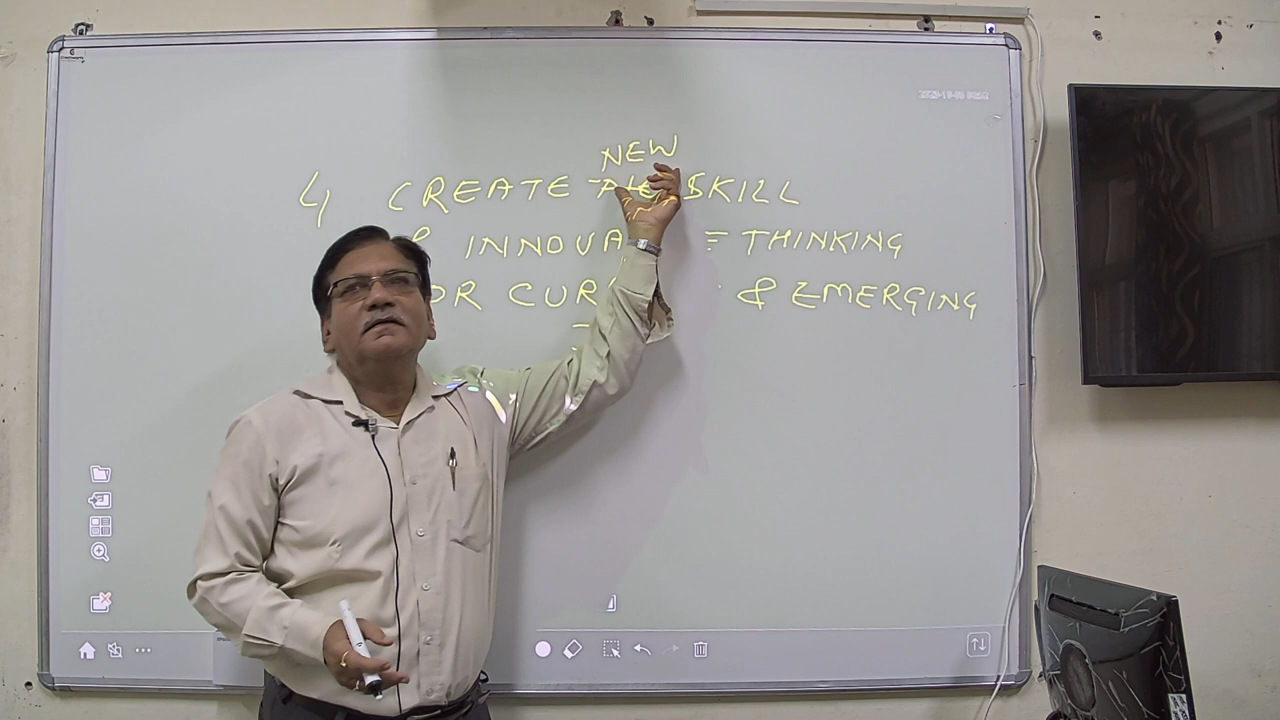 NEW
4 CREATE SKILL
& INNOVA THINKING
OR CUR & EMERGING